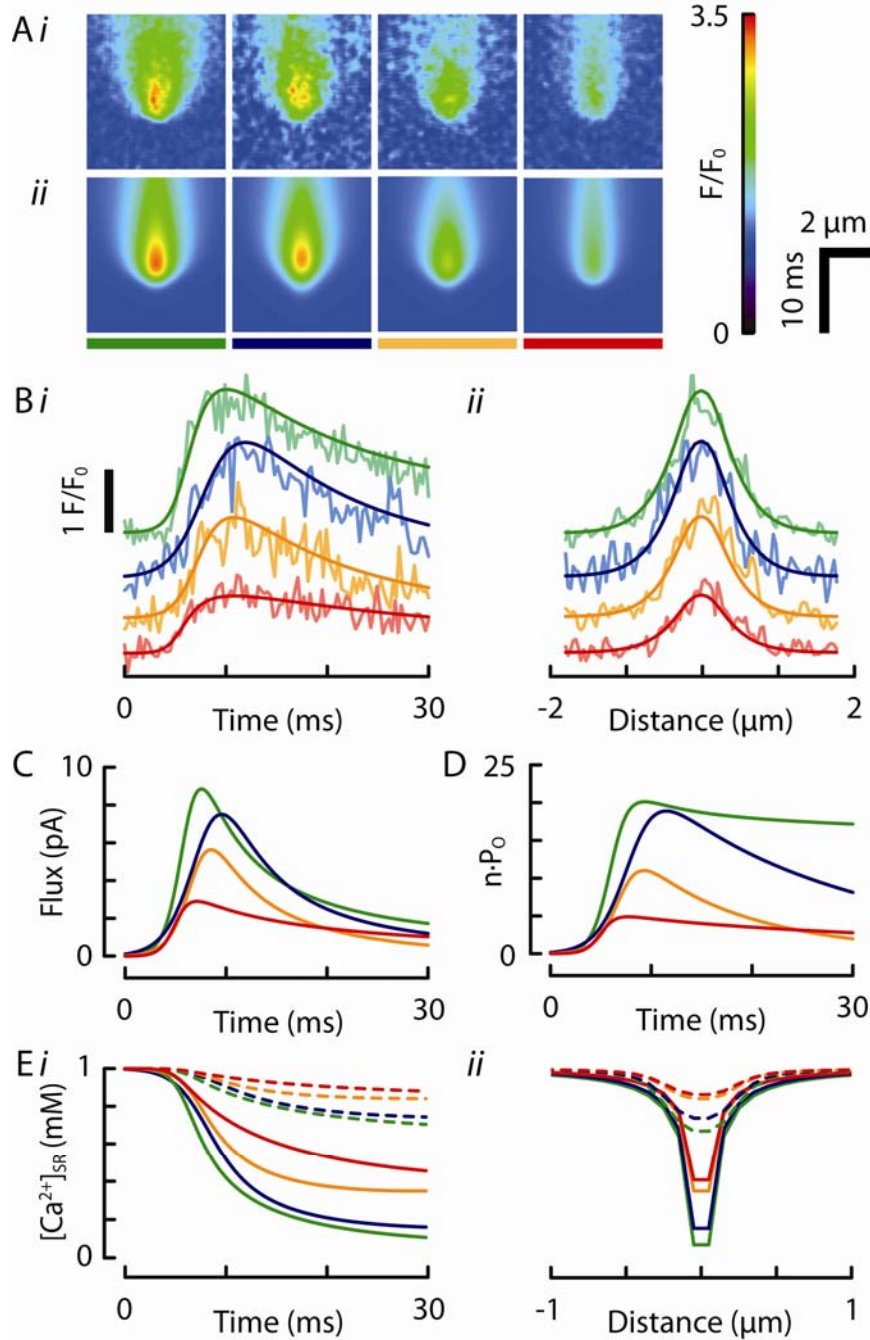 A i
ii
3.5
F/F0
0
2 µm
10 ms
B i
ii
1 F/F0
0 30
Time (ms)
-2 2
Distance (µm)
C
10
Flux (pA)
0
0 30
Time (ms)
D
25
n·PO
0
0 30
Time (ms)
E i
1
[Ca2+]SR (mM)
0
0 30
Time (ms)
ii
-1 1
Distance (µm)